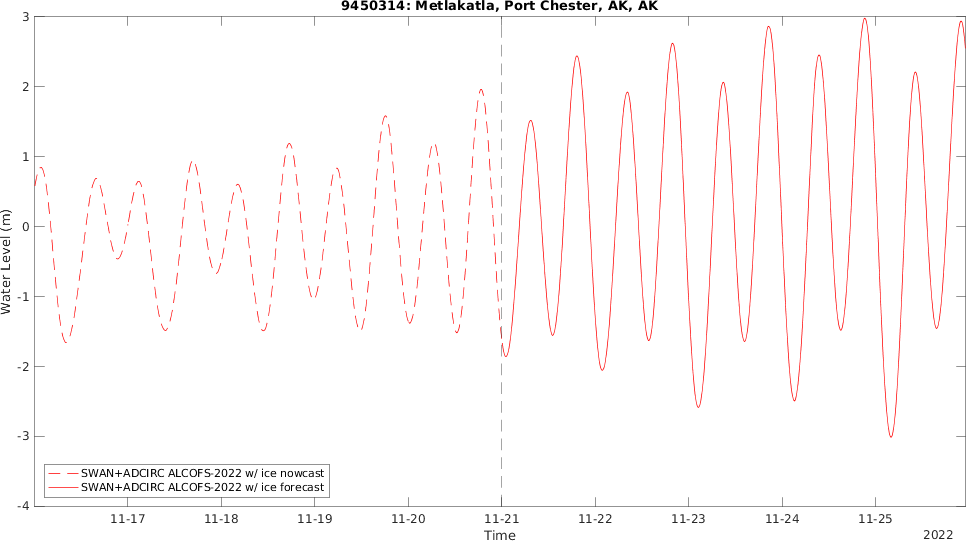 9450314: Metlakatla, Port Chester, AK, AK
3
2
1
0
-1
-2
-3
-4
Water Level (m)
SWAN+ADCIRC ALCOFS-2022 w/ ice nowcast
SWAN+ADCIRC ALCOFS-2022 w/ ice forecast
11-17 11-18 11-19 11-20 11-21 11-22 11-23 11-24 11-25
Time
2022